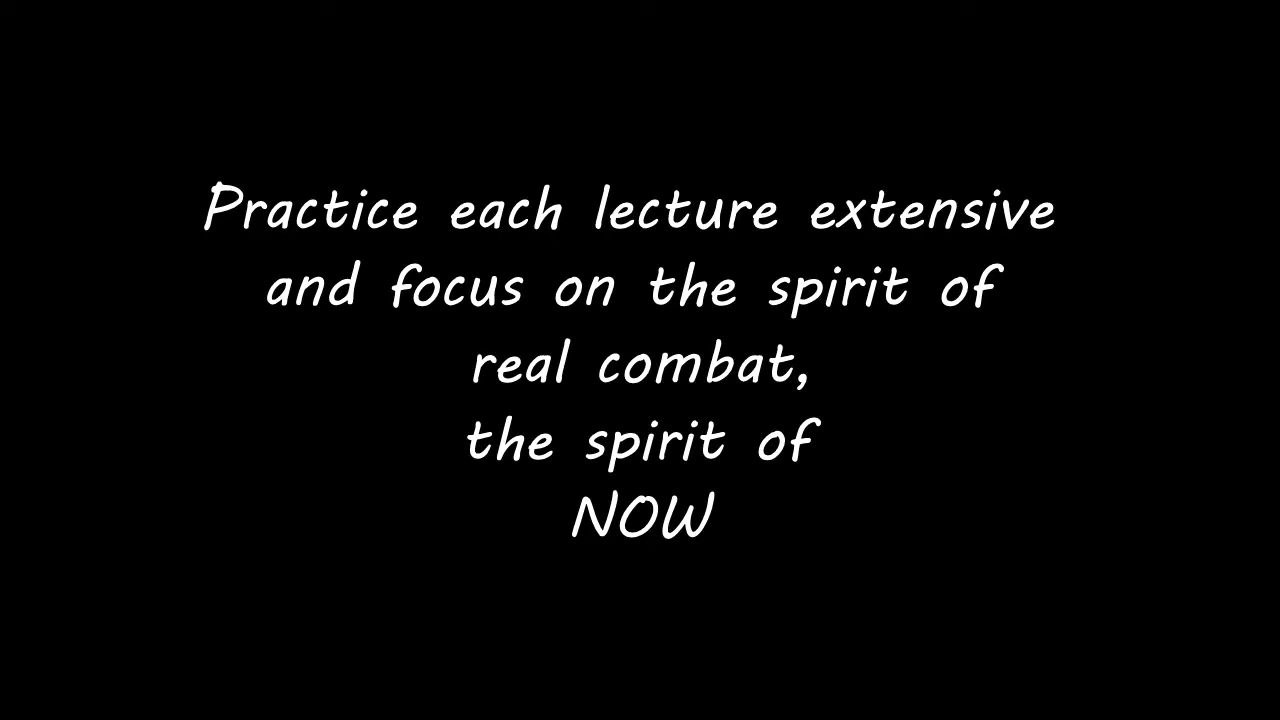 Practice each lecture extensive
and focus on the spirit of
real combat,
the spirit of
NOW